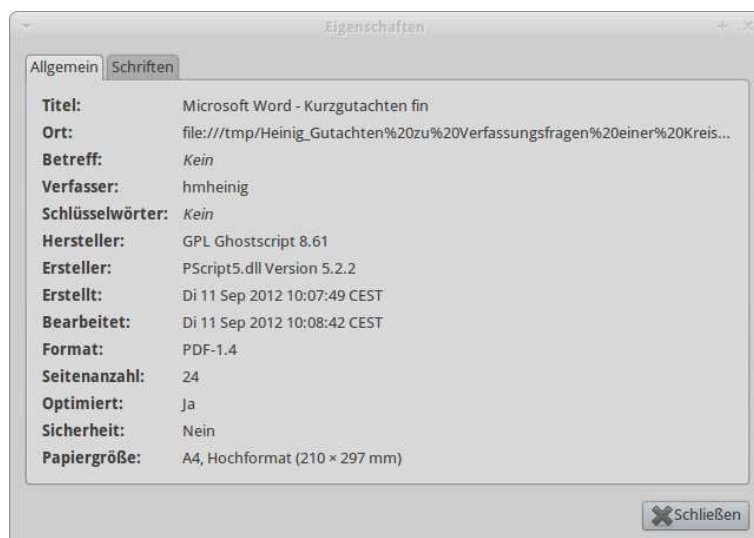 Eigenschaften
Allgemein Schriften
Titel: Microsoft Word - Kurzgutachten fin
Ort: file:///tmp/Heinig_Gutachten%20zu%20Verfassungsfragen%20einer%20Kreis...
Betreff: Kein
Verfasser: hmheinig
Schlüsselwörter: Kein
Hersteller: GPL Ghostscript 8.61
Ersteller: PScript5.dll Version 5.2.2
Erstellt: Di 11 Sep 2012 10:07:49 CEST
Bearbeitet: Di 11 Sep 2012 10:08:42 CEST
Format: PDF-1.4
Seitenanzahl: 24
Optimiert: Ja
Sicherheit: Nein
Papiergröße: A4, Hochformat (210 × 297 mm)
Schließen